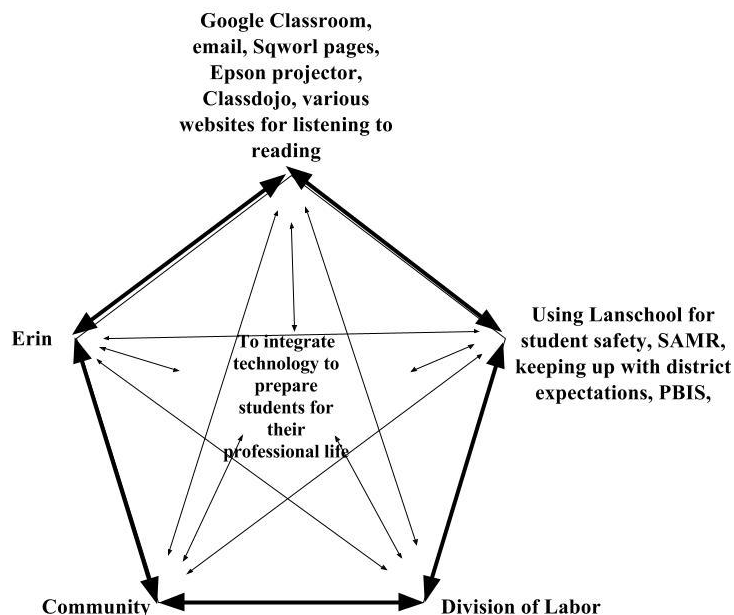 Google Classroom,
email, Sqworl pages,
Epson projector,
Classdojo, various
websites for listening to
reading
Erin
Using Lanschool for
student safety, SAMR,
keeping up with district
expectations, PBIS,
To integrate
technology to
prepare
students for
their
professional life
Community
Division of Labor